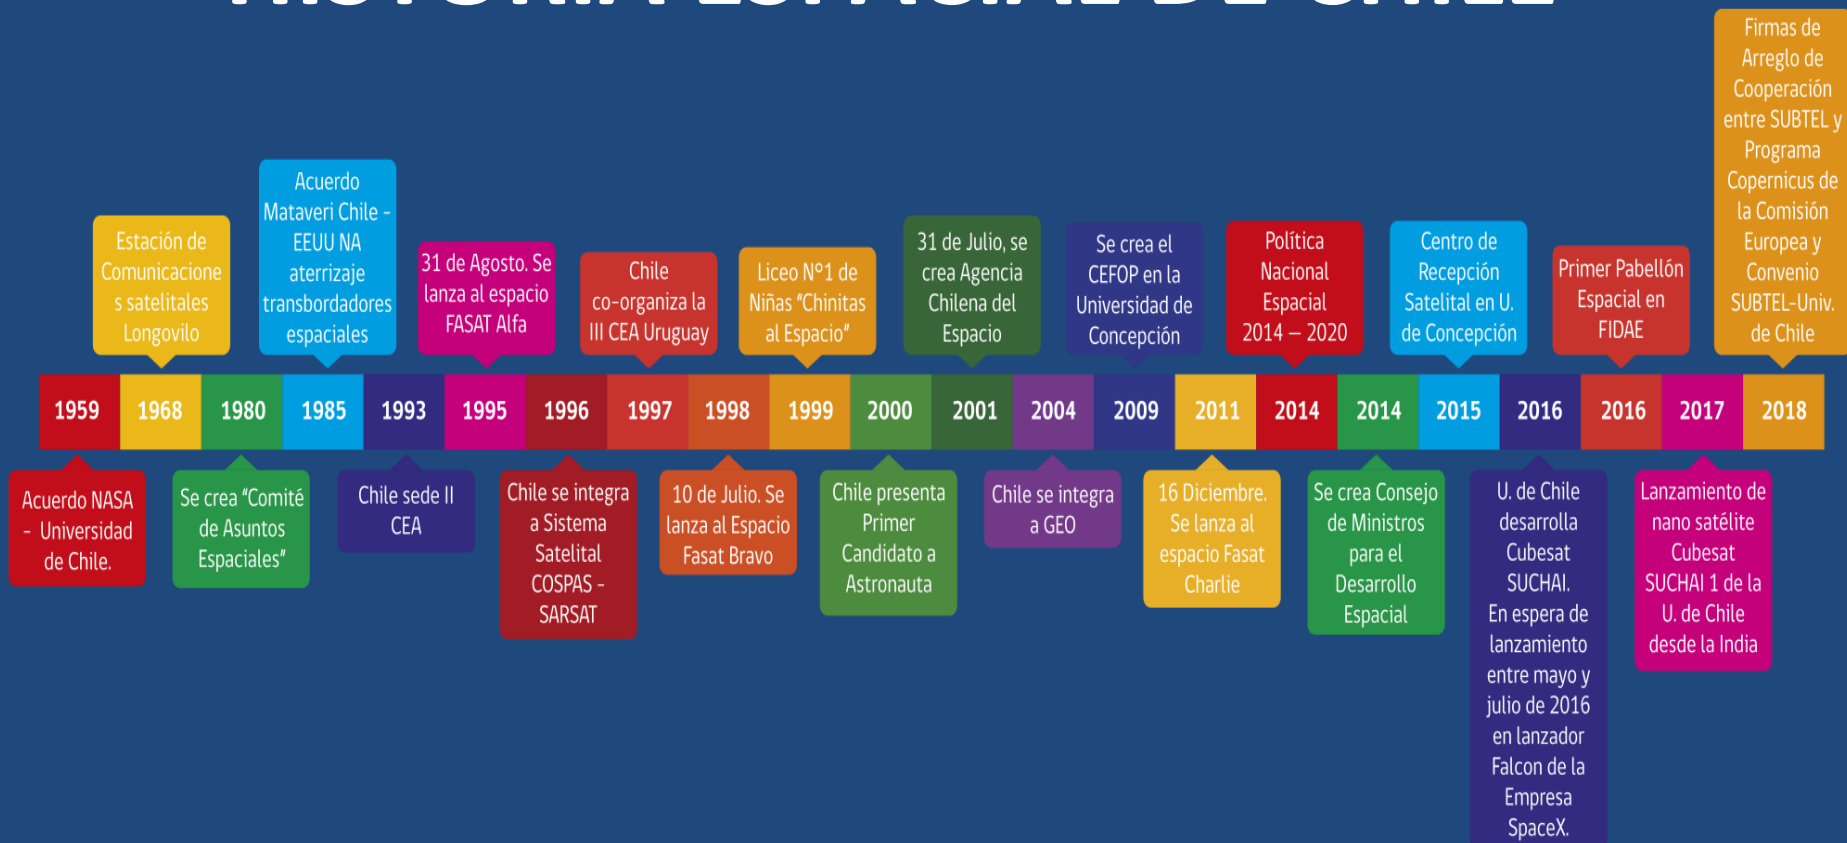 HISTORIA ESPACIAL DE CHILE
Firmas de
Arreglo de
Cooperación
entre SUBTEL y
Programa
Copernicus de
la Comisión
Europea y
Convenio
SUBTEL-Univ.
de Chile
Acuerdo
Mataveri Chile -
EEUU NA
aterrizaje
transbordadores
espaciales
Estación de
Comunicacione
s satelitales
Longovilo
31 de Agosto. Se
lanza al espacio
FASAT Alfa
Chile
co-organiza la
III CEA Uruguay
Liceo Nº1 de
Niñas "Chinitas
al Espacio"
31 de Julio, se
crea Agencia
Chilena del
Espacio
Se crea el
CEFOP en la
Universidad de
Concepción
Política
Nacional
Espacial
2014 – 2020
Centro de
Recepción
Satelital en U.
de Concepción
Primer Pabellón
Espacial en
FIDAE
1959 1968 1980 1985 1993 1995 1996 1997 1998 1999 2000 2001 2004 2009 2011 2014 2014 2015 2016 2016 2017 2018
Acuerdo NASA
- Universidad
de Chile.
Se crea "Comité
de Asuntos
Espaciales"
Chile sede II
CEA
Chile se integra
a Sistema
Satelital
COSPAS -
SARSAT
10 de Julio. Se
lanza al Espacio
Fasat Bravo
Chile presenta
Primer
Candidato a
Astronauta
Chile se integra
a GEO
16 Diciembre.
Se lanza al
espacio Fasat
Charlie
Se crea Consejo
de Ministros
para el
Desarrollo
Espacial
U. de Chile
desarrolla
Cubesat
SUCHAI.
En espera de
lanzamiento
entre mayo y
julio de 2016
en lanzador
Falcon de la
Empresa
SpaceX.
Lanzamiento de
nano satélite
Cubesat
SUCHAI 1 de la
U. de Chile
desde la India